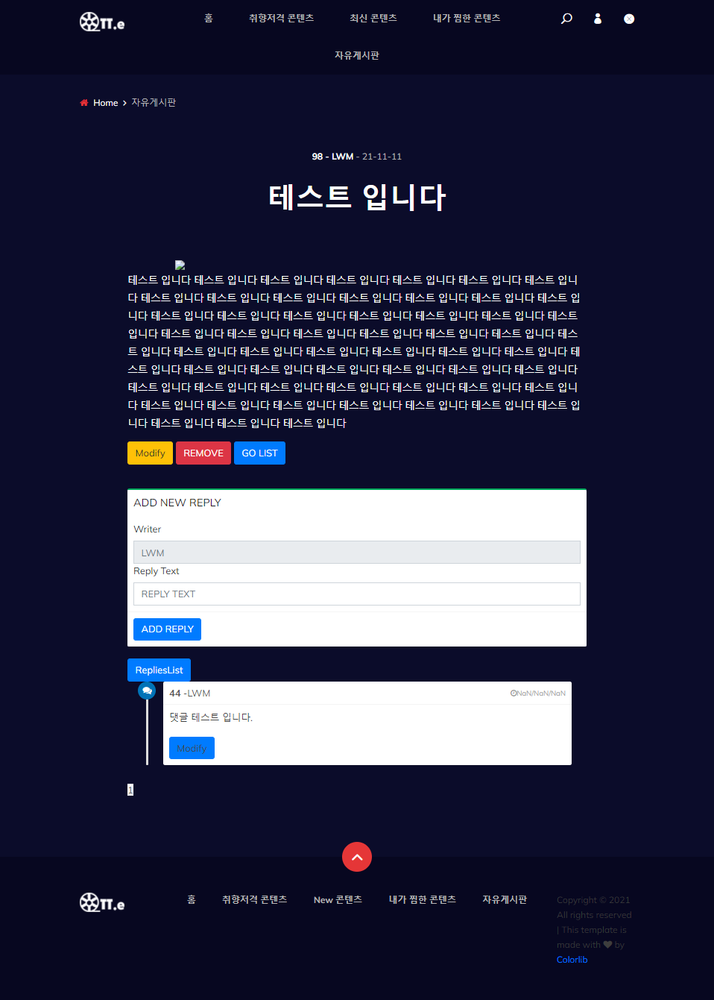 TT.e
홈 취향저격 콘텐츠 최신 콘텐츠 내가 찜한 콘텐츠
자유게시판
Home 자유게시판
98 - LWM - 21-11-11
테스트 입니다
테스트 입니다 테스트 입니다 테스트 입니다 테스트 입니다 테스트 입니다 테스트 입니다 테스트 입니
다 테스트 입니다 테스트 입니다 테스트 입니다 테스트 입니다 테스트 입니다 테스트 입니다 테스트 입
니다 테스트 입니다 테스트 입니다 테스트 입니다 테스트 입니다 테스트 입니다 테스트 입니다 테스트
입니다 테스트 입니다 테스트 입니다 테스트 입니다 테스트 입니다 테스트 입니다 테스트 입니다 테스
트 입니다 테스트 입니다 테스트 입니다 테스트 입니다 테스트 입니다 테스트 입니다 테스트 입니다 테
스트 입니다 테스트 입니다 테스트 입니다 테스트 입니다 테스트 입니다 테스트 입니다 테스트 입니다
테스트 입니다 테스트 입니다 테스트 입니다 테스트 입니다 테스트 입니다 테스트 입니다 테스트 입니
다 테스트 입니다 테스트 입니다 테스트 입니다 테스트 입니다 테스트 입니다 테스트 입니다 테스트 입
니다 테스트 입니다 테스트 입니다 테스트 입니다
Modify REMOVE GO LIST
ADD NEW REPLY
Writer
LWM
Reply Text
REPLY TEXT
ADD REPLY
RepliesList
44 -LWM NaN/NaN/NaN
댓글 테스트 입니다.
Modify
1
TT.e
홈 취향저격 콘텐츠 New 콘텐츠 내가 찜한 콘텐츠 자유게시판
Copyright © 2021
All rights reserved
| This template is
made with ♥ by
Colorlib